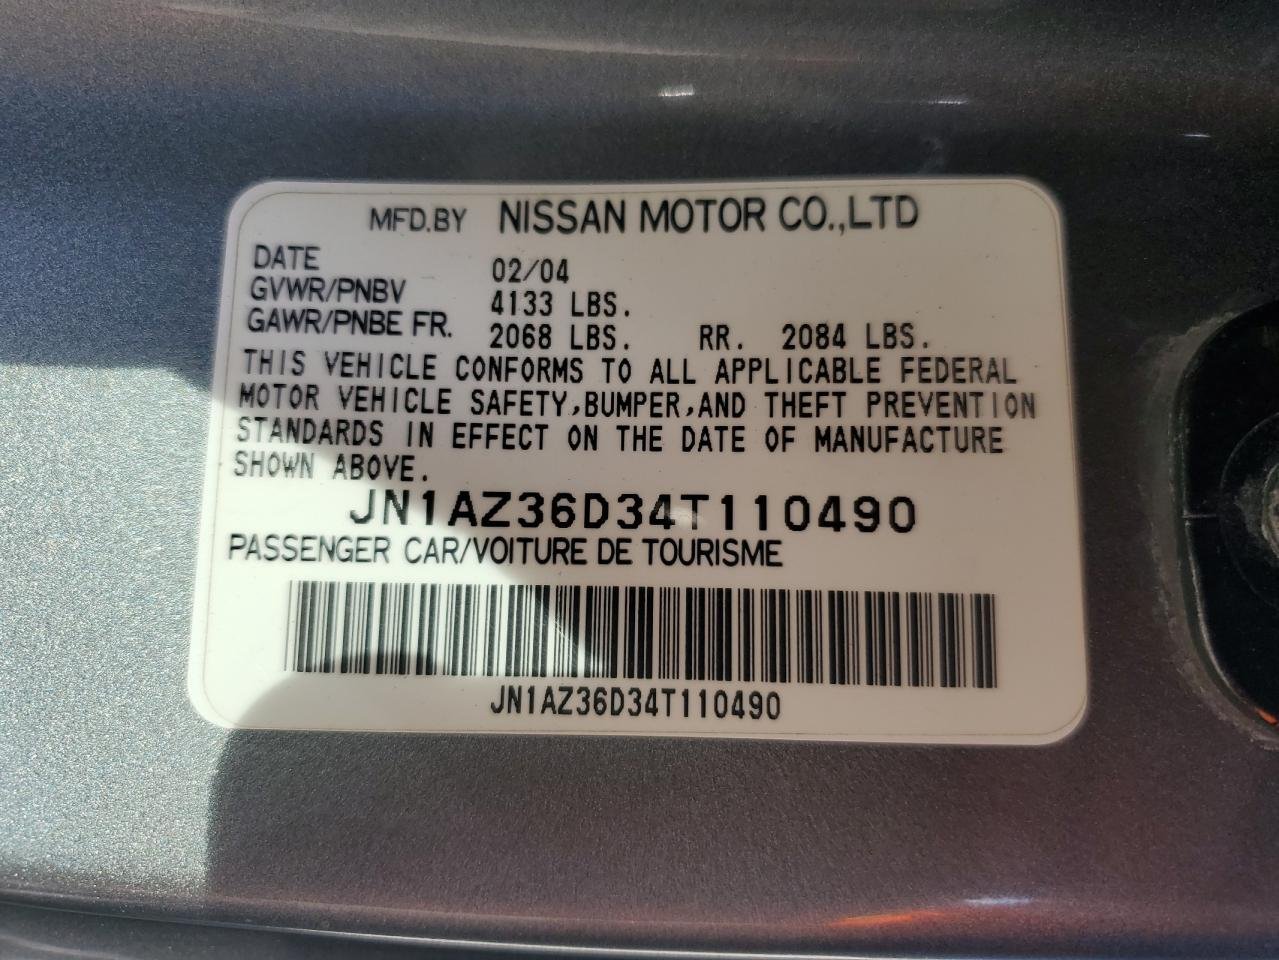 MFD.BY NISSAN MOTOR CO.,LTD
DATE 02/04
GVWR/PNBV 4133 LBS.
GAWR/PNBE FR. 2068 LBS. RR. 2084 LBS.
THIS VEHICLE CONFORMS TO ALL APPLICABLE FEDERAL
MOTOR VEHICLE SAFETY,BUMPER,AND THEFT PREVENTION
STANDARDS IN EFFECT ON THE DATE OF MANUFACTURE
SHOWN ABOVE.
JN1AZ36D34T110490
PASSENGER CAR/VOITURE DE TOURISME
JN1AZ36D34T110490